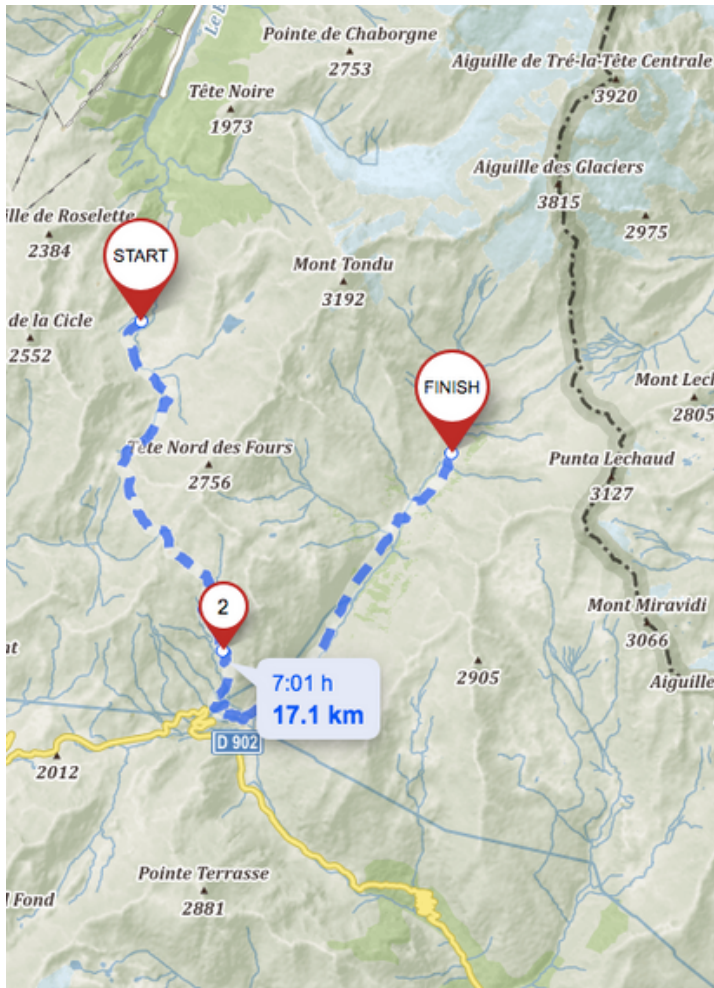 Le B
Pointe de Chaborgne
2753
Aiguille de Tré-la-Tête Centrale
3920
Tête Noire
1973
Aiguille des Glaciers
3815
2975
ille de Roselette
2384
START
Mont Tondu
3192
de la Cicle
2552
FINISH
Mont Lecl
2805
Tête Nord des Fours
2756
Punta Lechaud
3127
2
Mont Miravidi
3066
nt
2905
Aiguille
7:01 h
17.1 km
D 902
2012
Pointe Terrasse
2881
l Fond